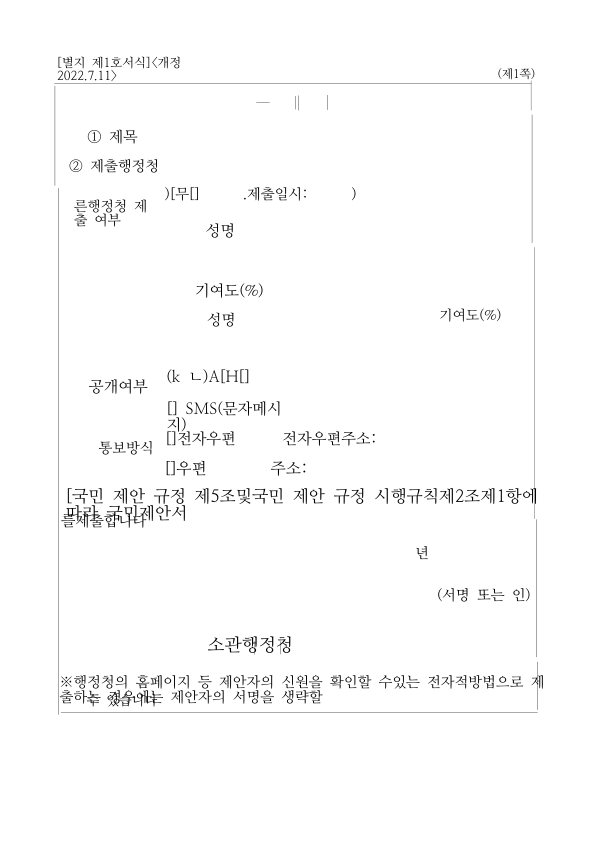 [별지 제1호서식]<개정
2022.7.11>
(제1쪽)
① 제목
② 제출행정청
)[무[] .제출일시: )
른행정청 제
출 여부
성명
기여도(%)
성명
기여도(%)
(k ㄴ)A[H[]
공개여부
[] SMS(문자메시
지)
[]전자우편 전자우편주소:
통보방식
[]우편 주소:
[국민 제안 규정 제5조및국민 제안 규정 시행규칙제2조제1항에
따라 국민제안서
를제출합니다
년
(서명 또는 인)
소관행정청
※행정청의 홈페이지 등 제안자의 신원을 확인할 수있는 전자적방법으로 제
출하는 경우에는 제안자의 서명을 생략할
수 있습니다